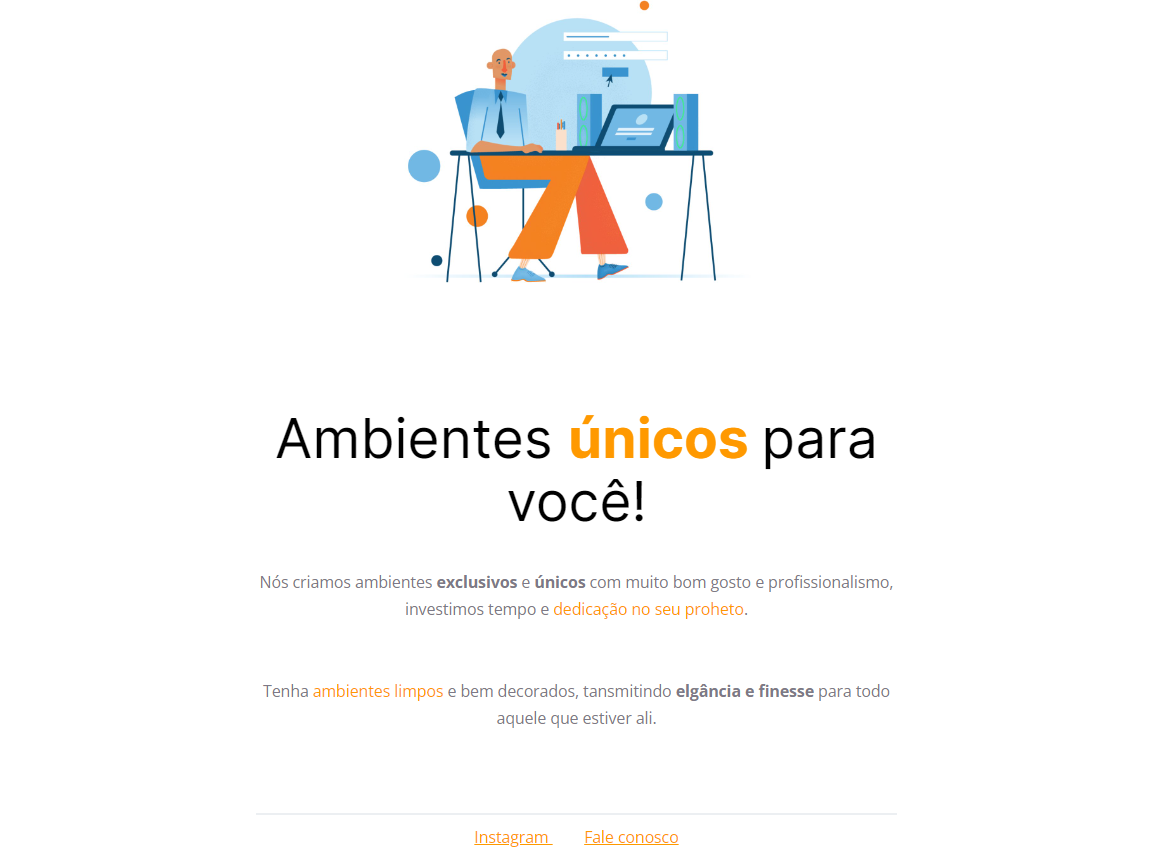 Ambientes únicos para
você!
Nós criamos ambientes exclusivos e únicos com muito bom gosto e profissionalismo,
investimos tempo e dedicação no seu proheto.
Tenha ambientes limpos e bem decorados, tansmitindo elgância e finesse para todo
aquele que estiver ali.
Instagram Fale conosco